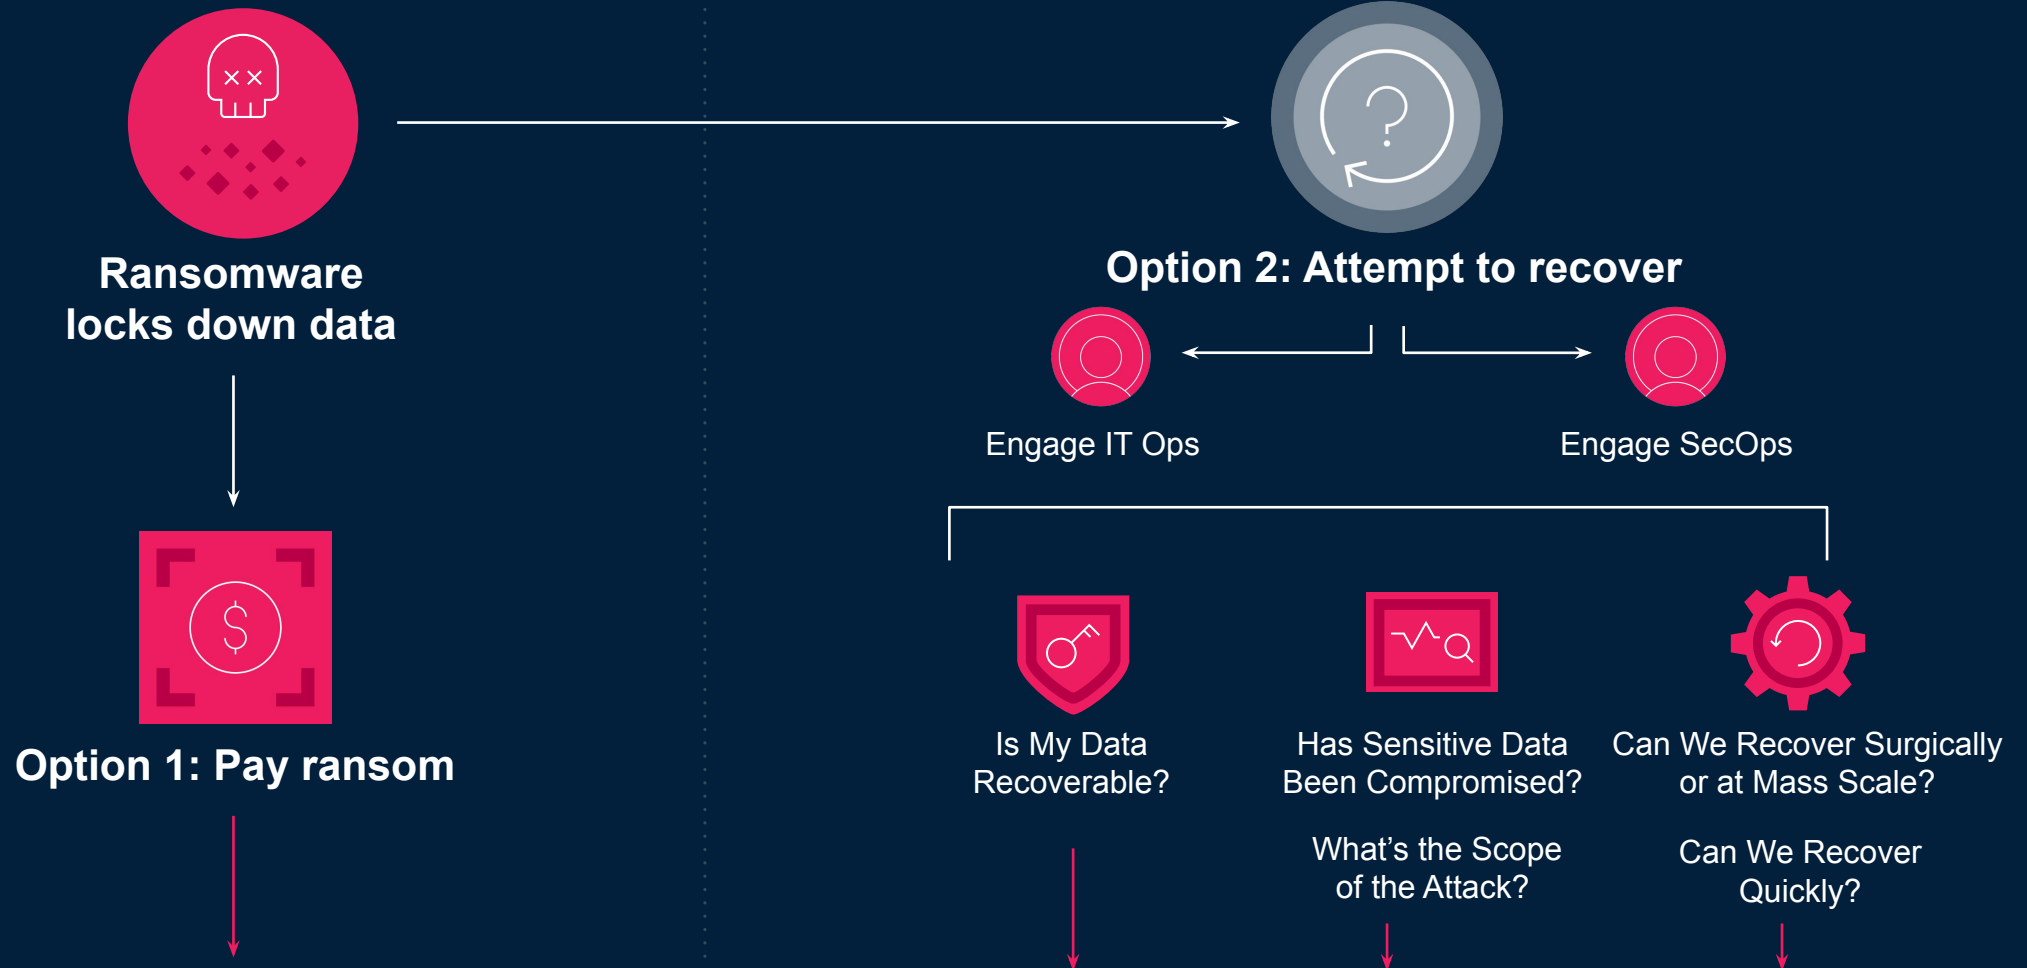 Ransomware
locks down data
Option 1: Pay ransom
Option 2: Attempt to recover
Engage IT Ops
Engage SecOps
Is My Data
Recoverable?
Has Sensitive Data
Been Compromised?
What's the Scope
of the Attack?
Can We Recover Surgically
or at Mass Scale?
Can We Recover
Quickly?